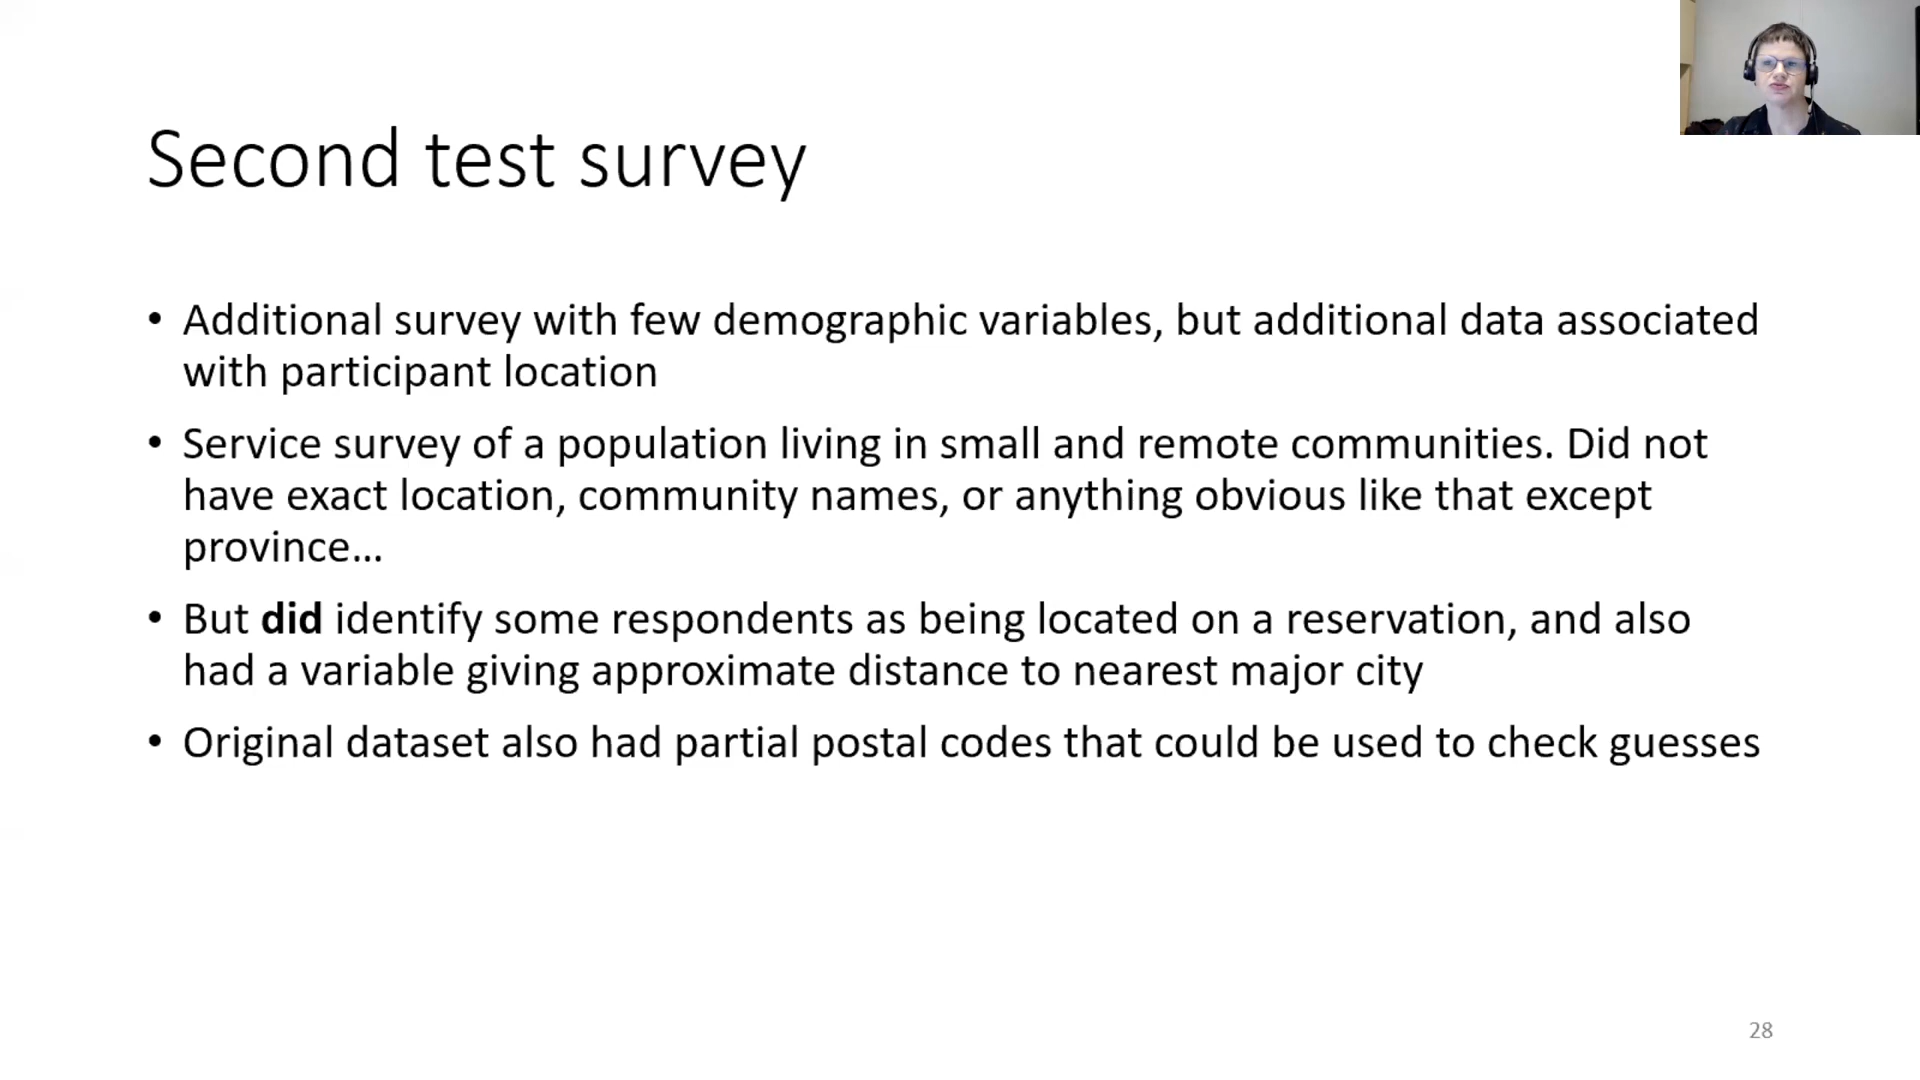 Second test survey
• Additional survey with few demographic variables, but additional data associated
with participant location
• Service survey of a population living in small and remote communities. Did not
have exact location, community names, or anything obvious like that except
province…
• But did identify some respondents as being located on a reservation, and also
had a variable giving approximate distance to nearest major city
• Original dataset also had partial postal codes that could be used to check guesses
28